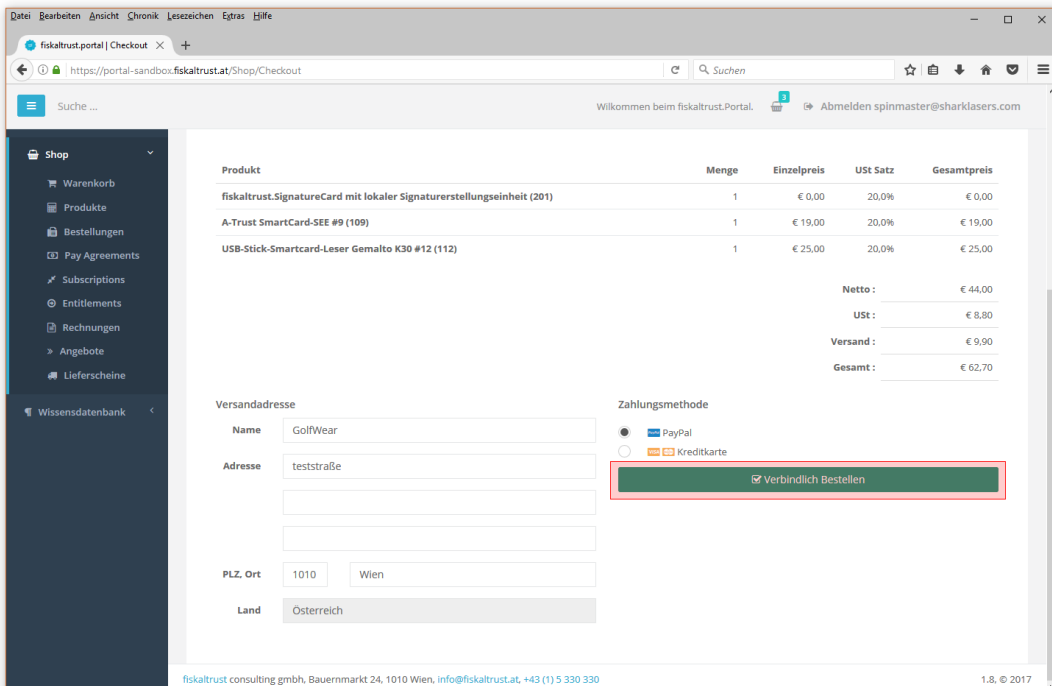 Datei Bearbeiten Ansicht Chronik Lesezeichen Extras Hilfe
fiskaltrust.portal | Checkout
https://portal-sandbox.fiskaltrust.at/Shop/Checkout
Suchen
Suche ...
Wilkommen beim fiskaltrust.Portal.
3
Abmelden spinmaster@sharklasers.com
Shop
Warenkorb
Produkte
Bestellungen
Pay Agreements
Subscriptions
Entitlements
Rechnungen
Angebote
Lieferscheine
Wissensdatenbank
Produkt Menge Einzelpreis USt Satz Gesamtpreis
fiskaltrust.SignatureCard mit lokaler Signaturerstellungseinheit (201) 1 € 0,00 20,0% € 0,00
A-Trust SmartCard-SEE #9 (109) 1 € 19,00 20,0% € 19,00
USB-Stick-Smartcard-Leser Gemalto K30 #12 (112) 1 € 25,00 20,0% € 25,00
Netto : € 44,00
USt : € 8,80
Versand : € 9,90
Gesamt : € 62,70
Versandadresse
Name GolfWear
Adresse teststraße
PLZ, Ort 1010 Wien
Land Österreich
Zahlungsmethode
PayPal
Kreditkarte
Verbindlich Bestellen
fiskaltrust consulting gmbh, Bauernmarkt 24, 1010 Wien, info@fiskaltrust.at, +43 (1) 5 330 330
1.8, © 2017